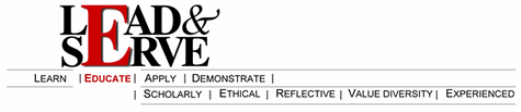 LEAD&
SERVE
LEARN | EDUCATE | APPLY | DEMONSTRATE |
| SCHOLARLY | ETHICAL | REFLECTIVE | VALUE DIVERSITY | EXPERIENCED